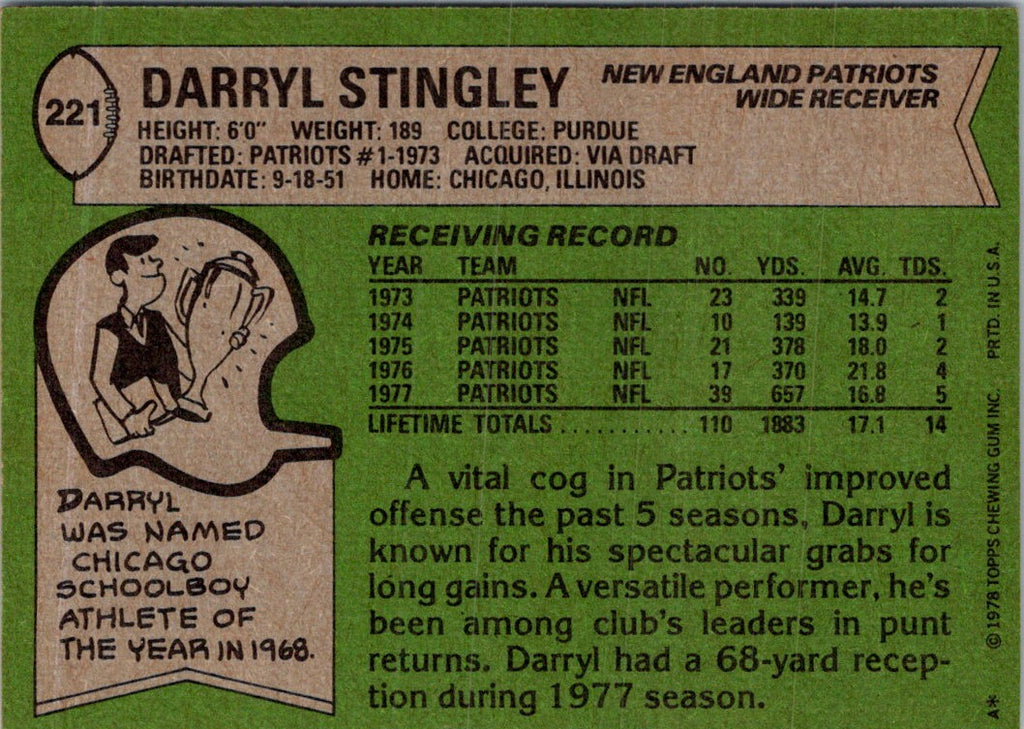 221
DARRYL STINGLEY
NEW ENGLAND PATRIOTS
WIDE RECEIVER
HEIGHT: 6'0" WEIGHT: 189 COLLEGE: PURDUE
DRAFTED: PATRIOTS #1-1973 ACQUIRED: VIA DRAFT
BIRTHDATE: 9-18-51 HOME: CHICAGO, ILLINOIS
RECEIVING RECORD
YEAR TEAM NO. YDS. AVG. TDS.
1973 PATRIOTS NFL 23 339 14.7 2
1974 PATRIOTS NFL 10 139 13.9 1
1975 PATRIOTS NFL 21 378 18.0 2
1976 PATRIOTS NFL 17 370 21.8 4
1977 PATRIOTS NFL 39 657 16.8 5
LIFETIME TOTALS........... 110 1883 17.1 14
DARRYL
WAS NAMED
CHICAGO
SCHOOLBOY
ATHLETE OF
THE YEAR IN 1968.
A vital cog in Patriots' improved
offense the past 5 seasons, Darryl is
known for his spectacular grabs for
long gains. A versatile performer, he's
been among club's leaders in punt
returns. Darryl had a 68-yard recep-
tion during 1977 season.
A* © 1978 TOPPS CHEWING GUM INC. PRTD. IN U.S.A.